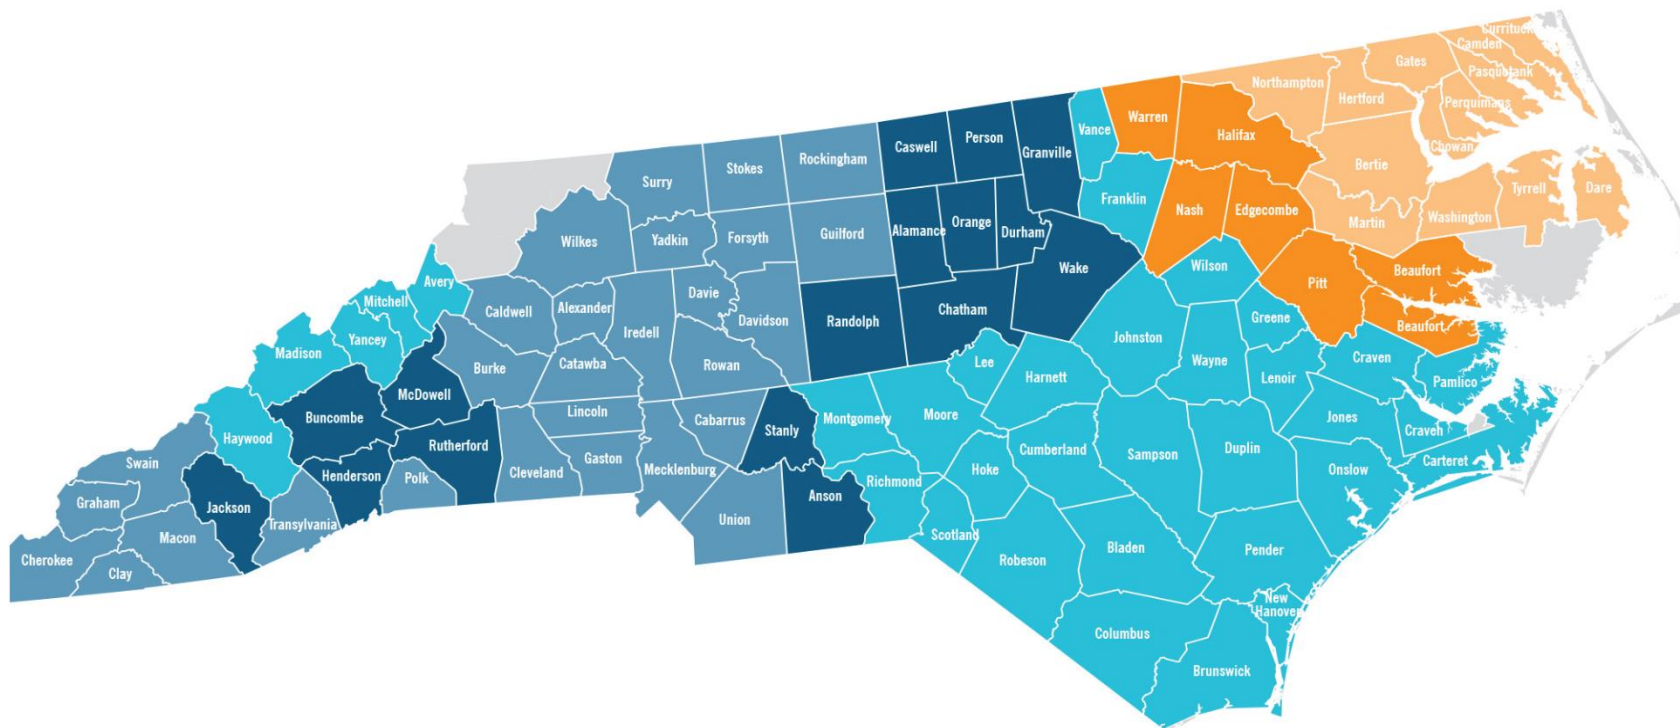 Currituck
Camden
Gates
Pasquotank
Northampton
Hertford
Perquimans
Warren
Vance
Halifax
Person
Caswell
Granville
Chowan
Bertie
Rockingham
Stokes
Surry
Tyrrell
Dare
Franklin
Nash
Edgecombe
Martin
Washington
Orange
Alamance
Durham
Guilford
Forsyth
Yadkin
Wilkes
Wake
Wilson
Beaufort
Pitt
Avery
Mitchell
Davie
Alexander
Caldwell
Chatham
Randolph
Davidson
Iredell
Greene
Beaufort
Johnston
Yancey
Madison
Wayne
Craven
Lee
Rowan
Catawba
Burke
Harnett
Lenoir
Pamlico
McDowell
Buncombe
Lincoln
Cabarrus
Stanly
Montgomery
Moore
Jones
Craven
Haywood
Rutherford
Cumberland
Sampson
Duplin
Onslow
Carteret
Swain
Henderson
Polk
Cleveland
Gaston
Mecklenburg
Hoke
Richmond
Graham
Jackson
Anson
Transylvania
Union
Scotland
Macon
Cherokee
Clay
Robeson
Bladen
Pender
New
Hanover
Columbus
Brunswick